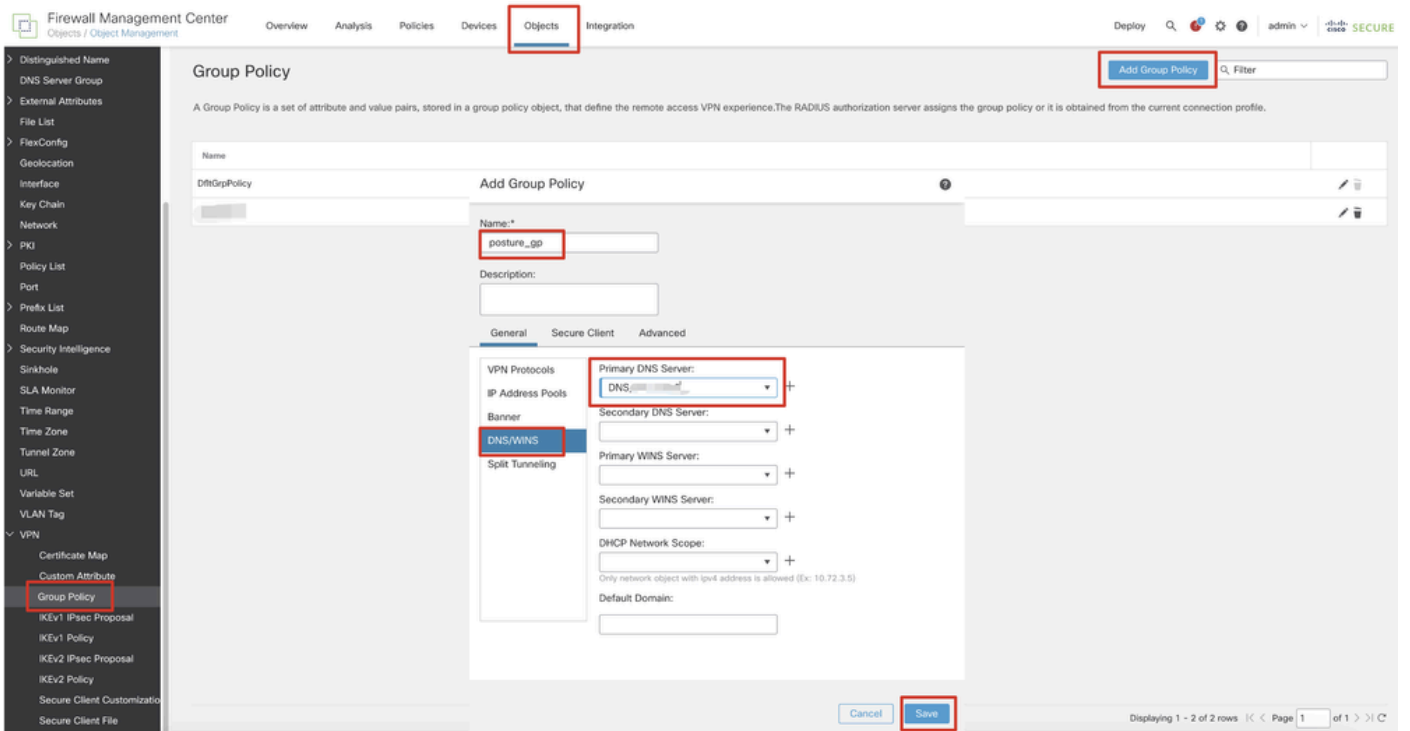 Firewall Management Center
Objects / Object Management
Overview Analysis Policies Devices Objects Integration
Deploy admin cisco SECURE
Distinguished Name
DNS Server Group
External Attributes
File List
FlexConfig
Geolocation
Interface
Key Chain
Network
PKI
Policy List
Port
Prefix List
Route Map
Security Intelligence
Sinkhole
SLA Monitor
Time Range
Time Zone
Tunnel Zone
URL
Variable Set
VLAN Tag
VPN
Certificate Map
Custom Attribute
Group Policy
IKEv1 IPsec Proposal
IKEv1 Policy
IKEv2 IPsec Proposal
IKEv2 Policy
Secure Client Customizatio
Secure Client File
Group Policy
Add Group Policy
Filter
A Group Policy is a set of attribute and value pairs, stored in a group policy object, that define the remote access VPN experience.The RADIUS authorization server assigns the group policy or it is obtained from the current connection profile.
Name
DfltGrpPolicy
Add Group Policy
Name:*
posture_gp
Description:
General Secure Client Advanced
VPN Protocols
IP Address Pools
Banner
DNS/WINS
Split Tunneling
Primary DNS Server:
DNS
Secondary DNS Server:
Primary WINS Server:
Secondary WINS Server:
DHCP Network Scope:
Only network object with ipv4 address is allowed (Ex: 10.72.3.5)
Default Domain:
Cancel Save
Displaying 1 - 2 of 2 rows |< < Page 1 of 1 > >|